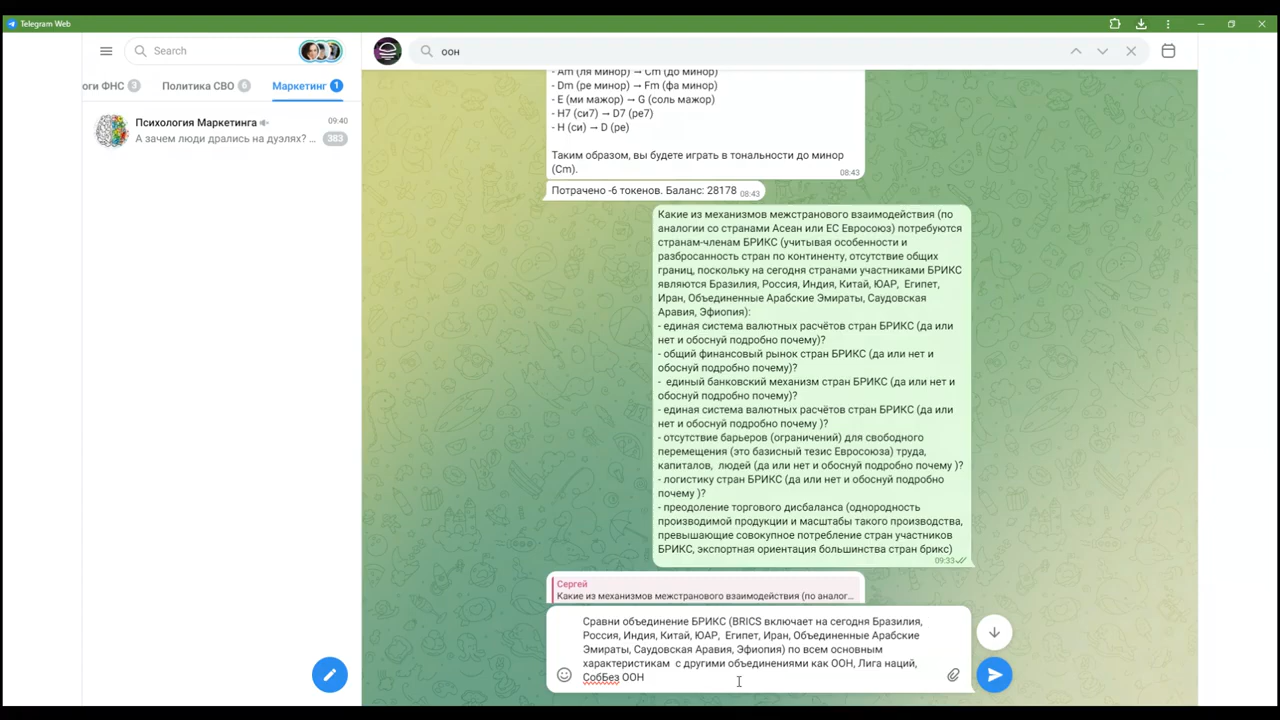 Telegram Web
Search
оон
оги ФНС 3
Политика СВО 6
Маркетинг 1
Психология Маркетинга
09:40
А зачем люди дрались на дуэлях? ...
383
- Am (ля минор) → Cm (до минор)
- Dm (ре минор) → Fm (фа минор)
- E (ми мажор) → G (соль мажор)
- H7 (си7) → D7 (ре7)
- H (си) → D (ре)
Таким образом, вы будете играть в тональности до минор
(Cm).
08:43
Потрачено -6 токенов. Баланс: 28178
08:43
Какие из механизмов межстранового взаимодействия (по
аналогии со странами Асеан или ЕС Евросоюз) потребуются
странам-членам БРИКС (учитывая особенности и
разбросанность стран по континенту, отсутствие общих
границ, поскольку на сегодня странами участниками БРИКС
являются Бразилия, Россия, Индия, Китай, ЮАР, Египет,
Иран, Объединенные Арабские Эмираты, Саудовская
Аравия, Эфиопия):
- единая система валютных расчётов стран БРИКС (да или
нет и обоснуй подробно почему)?
- общий финансовый рынок стран БРИКС (да или нет и
обоснуй подробно почему)?
- единый банковский механизм стран БРИКС (да или нет и
обоснуй подробно почему)?
- единая система валютных расчётов стран БРИКС (да или
нет и обоснуй подробно почему )?
- отсутствие барьеров (ограничений) для свободного
перемещения (это базисный тезис Евросоюза) труда,
капиталов, людей (да или нет и обоснуй подробно почему )?
- логистику стран БРИКС (да или нет и обоснуй подробно
почему )?
- преодоление торгового дисбаланса (однородность
производимой продукции и масштабы такого производства,
превышающие совокупное потребление стран участников
БРИКС, экспортная ориентация большинства стран брикс)
09:33
Сергей
Какие из механизмов межстранового взаимодействия (по аналог...
Сравни объединение БРИКС (BRICS включает на сегодня Бразилия,
Россия, Индия, Китай, ЮАР, Египет, Иран, Объединенные Арабские
Эмираты, Саудовская Аравия, Эфиопия) по всем основным
характеристикам с другими объединениями как ООН, Лига наций,
СобБез ООН